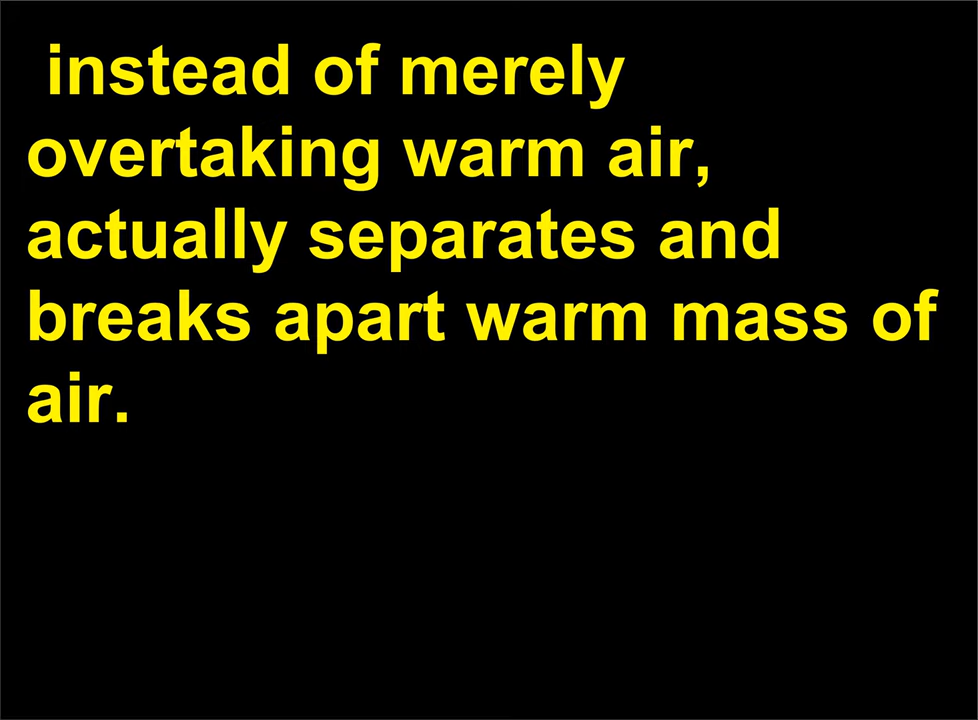 instead of merely
overtaking warm air,
actually separates and
breaks apart warm mass of
air.